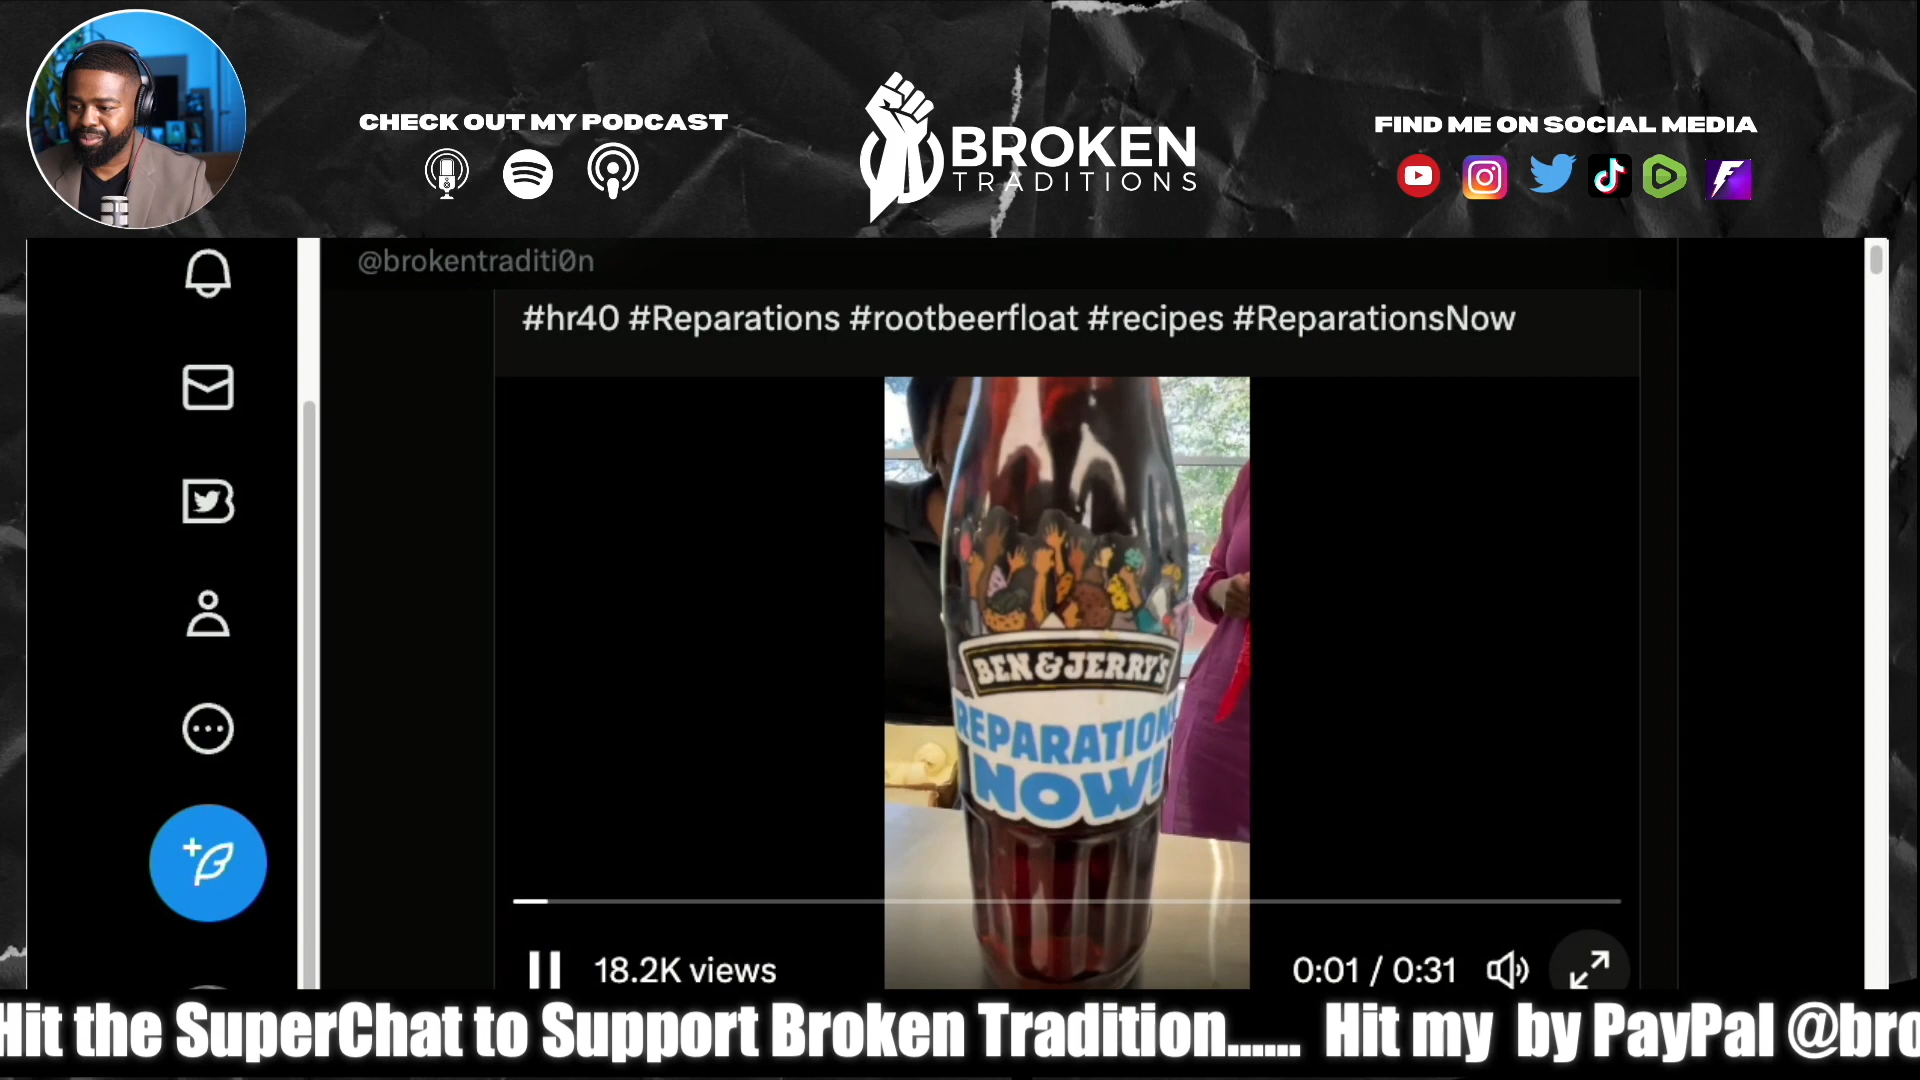 CHECK OUT MY PODCAST
BROKEN
TRADITIONS
FIND ME ON SOCIAL MEDIA
@brokentraditi0n
#hr40 #Reparations #rootbeerfloat #recipes #ReparationsNow
BEN & JERRY'S
REPARATIONS
NOW!
18.2K views
0:01 / 0:31
Hit the SuperChat to Support Broken Tradition...... Hit my by PayPal @bro